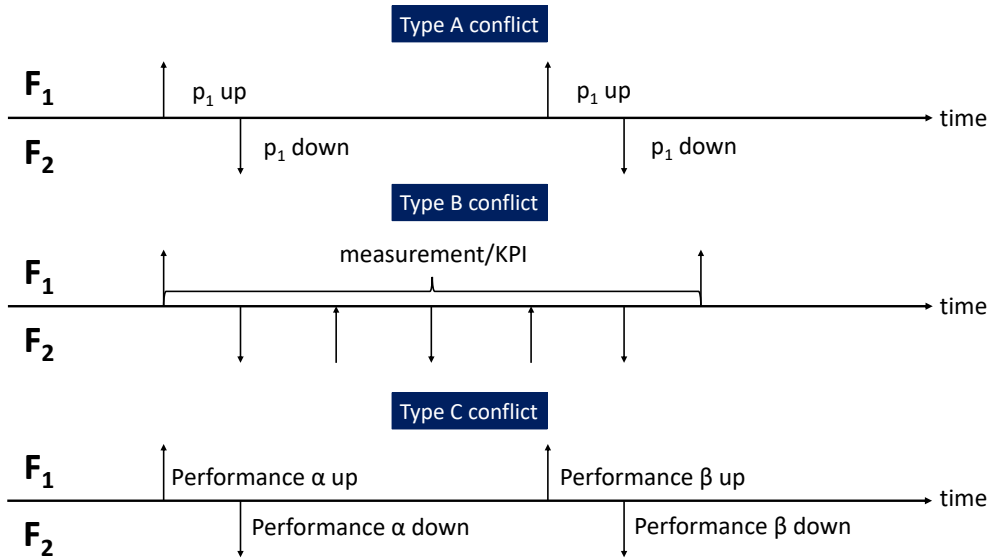 Type A conflict
F₁
p₁ up
p₁ up
time
F₂
p₁ down
p₁ down
Type B conflict
measurement/KPI
F₁
time
F₂
Type C conflict
F₁
Performance α up
Performance β up
time
F₂
Performance α down
Performance β down